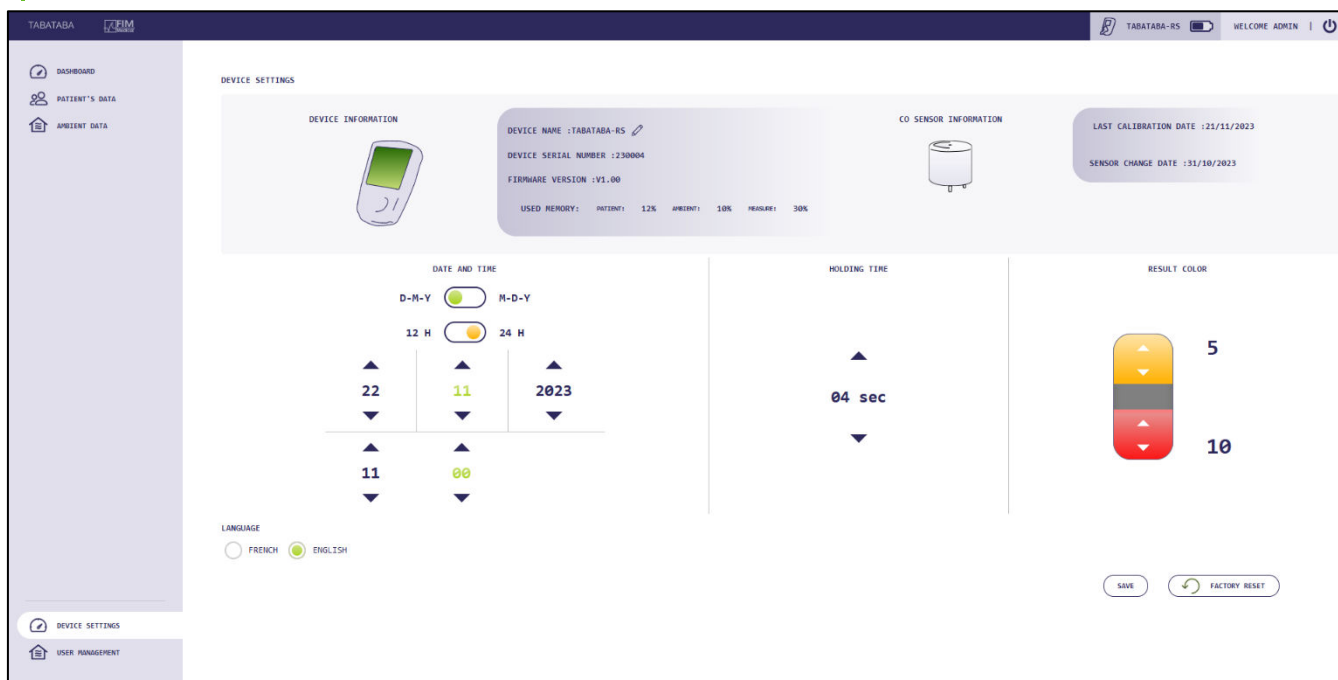 TABATABA FIM
TABATABA-RS WELCOME ADMIN |
DASHBOARD
PATIENT'S DATA
AMBIENT DATA
DEVICE SETTINGS
DEVICE INFORMATION
DEVICE NAME :TABATABA-RS
DEVICE SERIAL NUMBER :230004
FIRMWARE VERSION :V1.00
USED MEMORY: PATIENT: 12% AMBIENT: 10% MEASURE: 30%
CO SENSOR INFORMATION
LAST CALIBRATION DATE :21/11/2023
SENSOR CHANGE DATE :31/10/2023
DATE AND TIME
D-M-Y M-D-Y
12 H 24 H
22 11 2023
11 00
HOLDING TIME
04 sec
RESULT COLOR
5
10
LANGUAGE
FRENCH ENGLISH
SAVE FACTORY RESET
DEVICE SETTINGS
USER MANAGEMENT